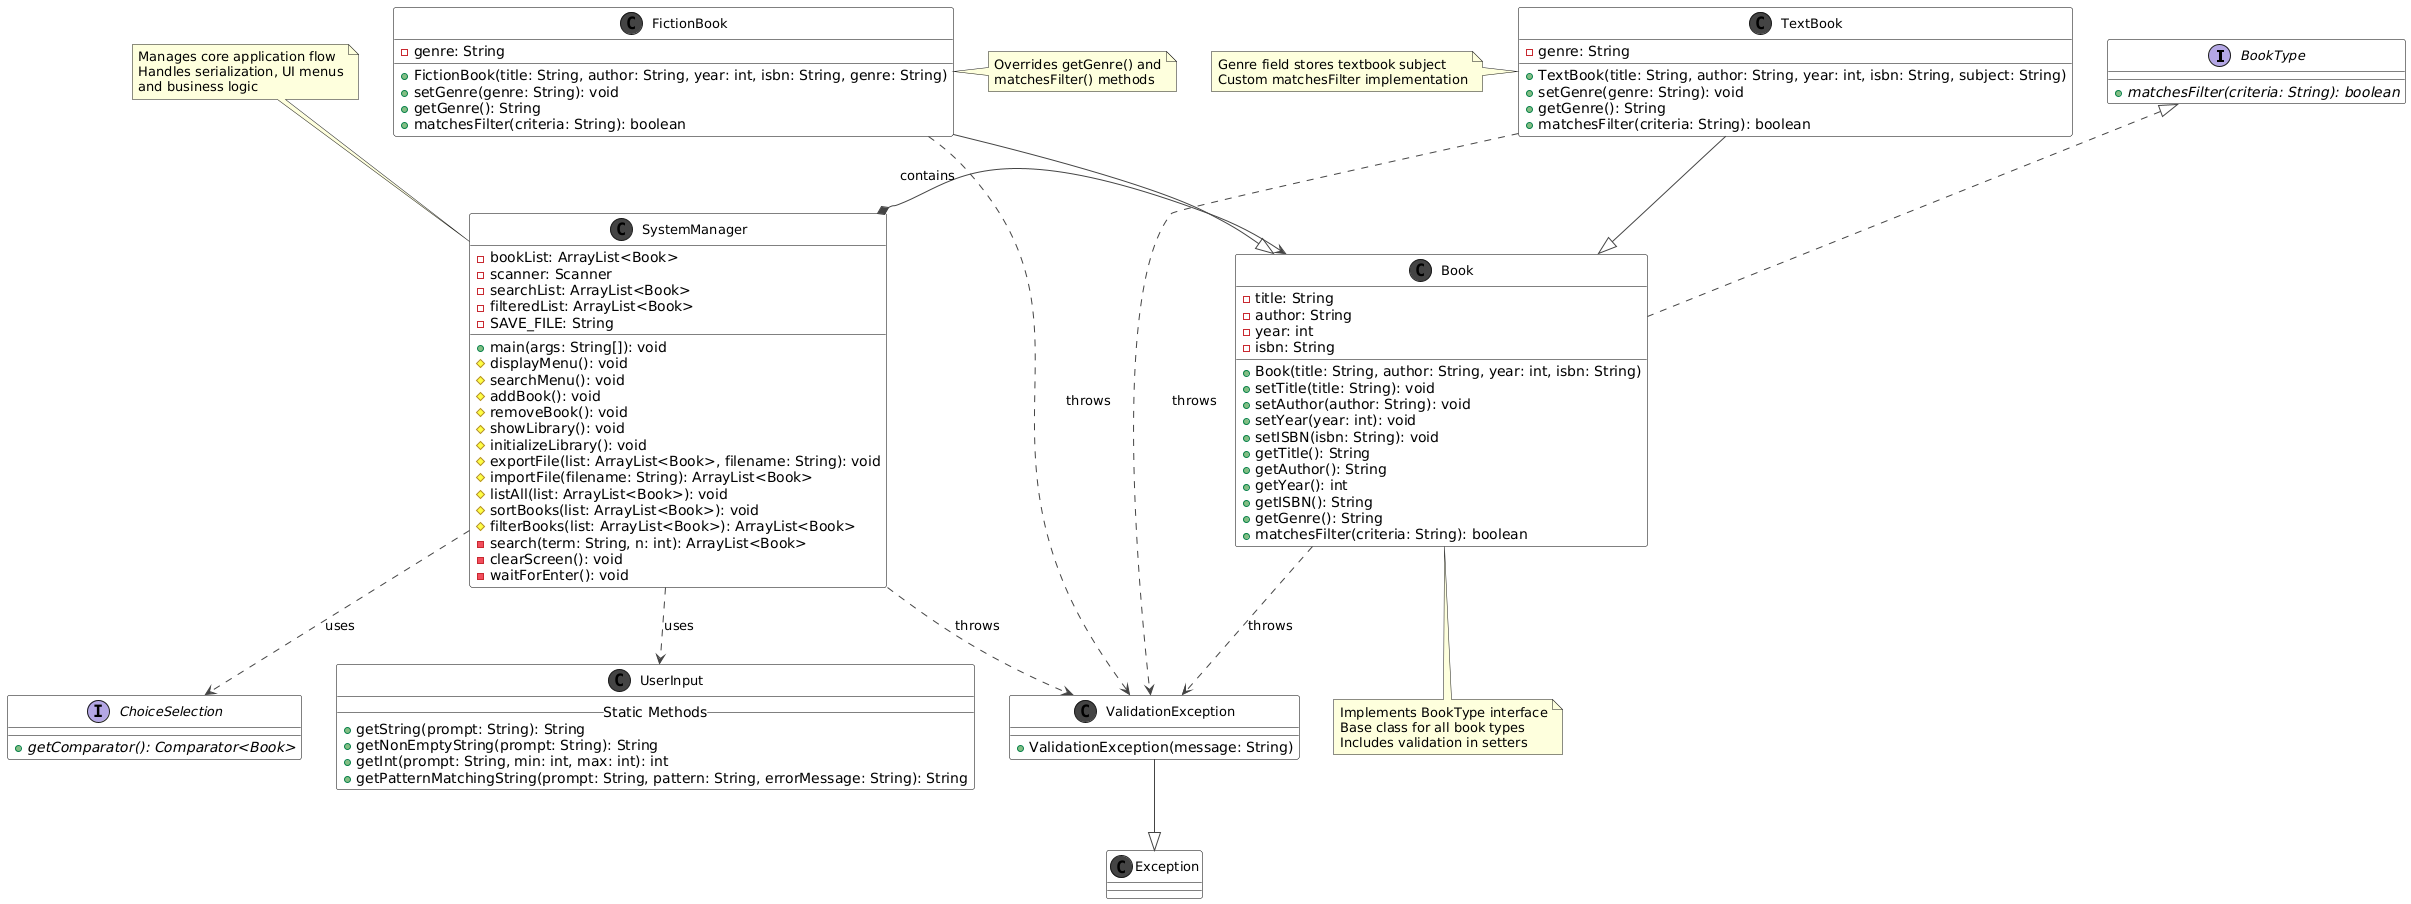 FictionBook
genre: String
FictionBook(title: String, author: String, year: int, isbn: String, genre: String)
setGenre(genre: String): void
getGenre(): String
matchesFilter(criteria: String): boolean
TextBook
genre: String
TextBook(title: String, author: String, year: int, isbn: String, subject: String)
setGenre(genre: String): void
getGenre(): String
matchesFilter(criteria: String): boolean
BookType
matchesFilter(criteria: String): boolean
Manages core application flow
Handles serialization, UI menus
and business logic
Overrides getGenre() and
matchesFilter() methods
Genre field stores textbook subject
Custom matchesFilter implementation
contains
SystemManager
bookList: ArrayList<Book>
scanner: Scanner
searchList: ArrayList<Book>
filteredList: ArrayList<Book>
SAVE_FILE: String
main(args: String[]): void
displayMenu(): void
searchMenu(): void
addBook(): void
removeBook(): void
showLibrary(): void
initializeLibrary(): void
exportFile(list: ArrayList<Book>, filename: String): void
importFile(filename: String): ArrayList<Book>
listAll(list: ArrayList<Book>): void
sortBooks(list: ArrayList<Book>): void
filterBooks(list: ArrayList<Book>): ArrayList<Book>
search(term: String, n: int): ArrayList<Book>
clearScreen(): void
waitForEnter(): void
throws
throws
Book
title: String
author: String
year: int
isbn: String
Book(title: String, author: String, year: int, isbn: String)
setTitle(title: String): void
setAuthor(author: String): void
setYear(year: int): void
setISBN(isbn: String): void
getTitle(): String
getAuthor(): String
getYear(): int
getISBN(): String
getGenre(): String
matchesFilter(criteria: String): boolean
uses
uses
throws
throws
ChoiceSelection
getComparator(): Comparator<Book>
UserInput
Static Methods
getString(prompt: String): String
getNonEmptyString(prompt: String): String
getInt(prompt: String, min: int, max: int): int
getPatternMatchingString(prompt: String, pattern: String, errorMessage: String): String
ValidationException
ValidationException(message: String)
Implements BookType interface
Base class for all book types
Includes validation in setters
Exception